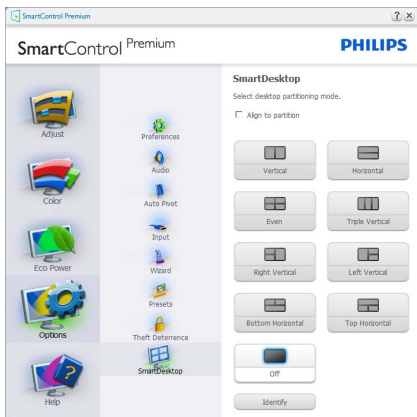 SmartControl Premium
SmartControl Premium
PHILIPS
Adjust
Color
Eco Power
Options
Help
Preferences
Audio
Auto Pivot
Input
Wizard
Presets
Theft Deterrence
SmartDesktop
SmartDesktop
Select desktop partitioning mode.
Align to partition
Vertical
Horizontal
Even
Triple Vertical
Right Vertical
Left Vertical
Bottom Horizontal
Top Horizontal
Off
Identify